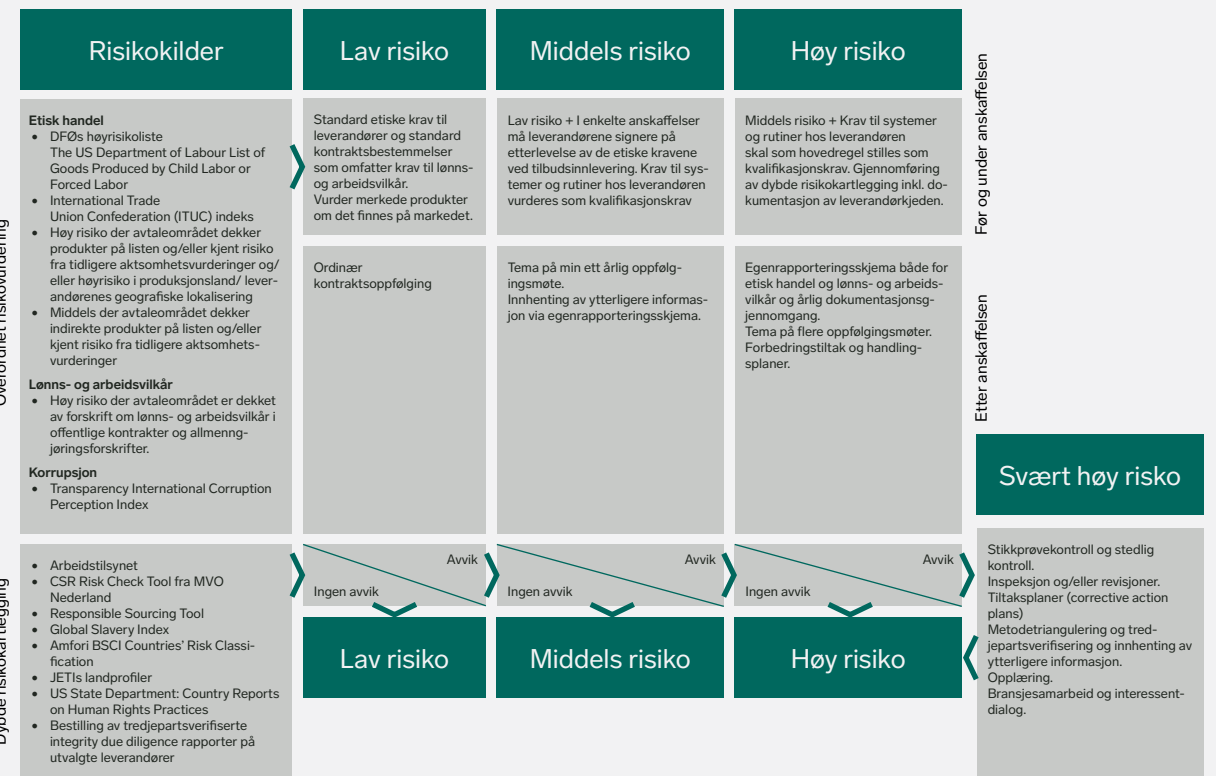 Risikokilder
Lav risiko
Middels risiko
Høy risiko
Overordnet risikovurdering
Etisk handel
• DFØs høyrisikoliste
The US Department of Labour List of
Goods Produced by Child Labor or
Forced Labor
• International Trade
Union Confederation (ITUC) indeks
• Høy risiko der avtaleområdet dekker
produkter på listen og/eller kjent risiko
fra tidligere aktsomhetsvurderinger og/
eller høyrisiko i produksjonsland/ lever-
andørenes geografiske lokalisering
• Middels der avtaleområdet dekker
indirekte produkter på listen og/eller
kjent risiko fra tidligere aktsomhets-
vurderinger
Lønns- og arbeidsvilkår
• Høy risiko der avtaleområdet er dekket
av forskrift om lønns- og arbeidsvilkår i
offentlige kontrakter og allmenng-
jøringsforskrifter.
Korrupsjon
• Transparency International Corruption
Perception Index
Standard etiske krav til
leverandører og standard
kontraktsbestemmelser
som omfatter krav til lønns-
og arbeidsvilkår.
Vurder merkede produkter
om det finnes på markedet.
Lav risiko + I enkelte anskaffelser
må leverandørene signere på
etterlevelse av de etiske kravene
ved tilbudsinnlevering. Krav til sys-
temer og rutiner hos leverandøren
vurderes som kvalifikasjonskrav
Middels risiko + Krav til systemer
og rutiner hos leverandøren
skal som hovedregel stilles som
kvalifikasjonskrav. Gjennomføring
av dybde risikokartlegging inkl. do-
kumentasjon av leverandørkjeden.
Før og under anskaffelsen
Ordinær
kontraktsoppfølging
Tema på min ett årlig oppfølg-
ingsmøte.
Innhenting av ytterligere informas-
jon via egenrapporteringsskjema.
Egenrapporteringsskjema både for
etisk handel og lønns- og arbeids-
vilkår og årlig dokumentasjonsg-
jennomgang.
Tema på flere oppfølgingsmøter.
Forbedringstiltak og handling-
splaner.
Etter anskaffelsen
Svært høy risko
Dybde risikokartlegging
• Arbeidstilsynet
• CSR Risk Check Tool fra MVO
Nederland
• Responsible Sourcing Tool
• Global Slavery Index
• Amfori BSCI Countries' Risk Classi-
fication
• JETIs landprofiler
• US State Department: Country Reports
on Human Rights Practices
• Bestilling av tredjepartsverifiserte
integrity due diligence rapporter på
utvalgte leverandører
Avvik
Ingen avvik
Avvik
Ingen avvik
Avvik
Ingen avvik
Lav risiko
Middels risiko
Høy risiko
Stikkprøvekontroll og stedlig
kontroll.
Inspeksjon og/eller revisjoner.
Tiltaksplaner (corrective action
plans)
Metodetriangulering og tred-
jepartsverifisering og innhenting av
ytterligere informasjon.
Opplæring.
Bransjesamarbeid og interessent-
dialog.